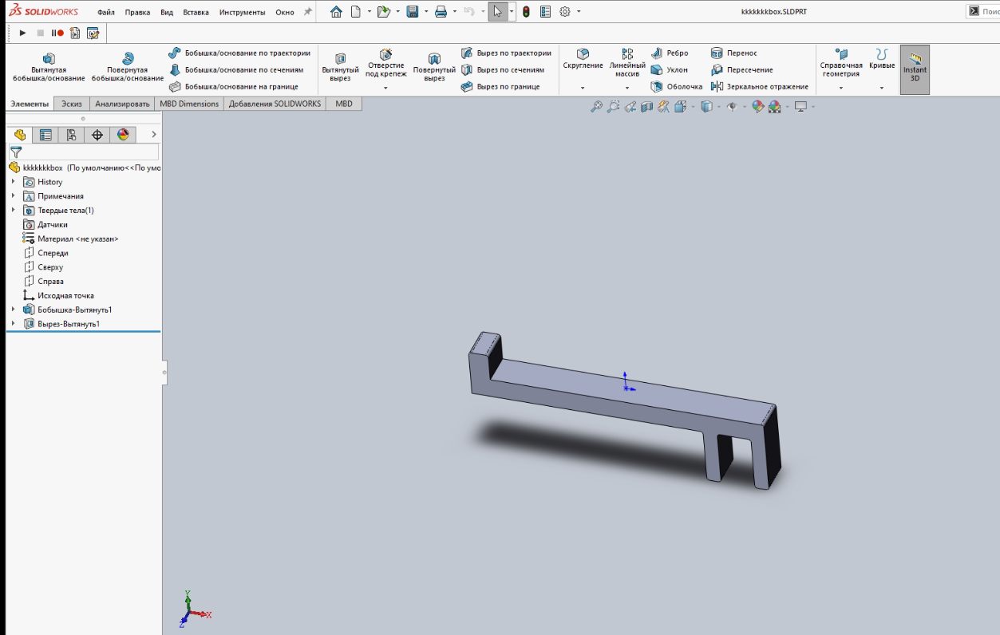 SOLIDWORKS Файл Правка Вид Вставка Инструменты Окно kkkkkkkbox.SLDPRT Поис
Вытянутая бобышка/основание
Повернутая бобышка/основание
Бобышка/основание по траектории
Бобышка/основание по сечениям
Бобышка/основание на границе
Вытянутый вырез
Отверстие под крепеж
Повернутый вырез
Вырез по траектории
Вырез по сечениям
Вырез по границе
Скругление
Линейный массив
Ребро
Уклон
Оболочка
Перенос
Пересечение
Зеркальное отражение
Справочная геометрия
Кривые
Instant 3D
Элементы Эскиз Анализировать MBD Dimensions Добавления SOLIDWORKS MBD
kkkkkkkbox (По умолчанию<<По умо
History
Примечания
Твердые тела(1)
Датчики
Материал <не указан>
Спереди
Сверху
Справа
Исходная точка
Бобышка-Вытянуть1
Вырез-Вытянуть1
Y
X
Z